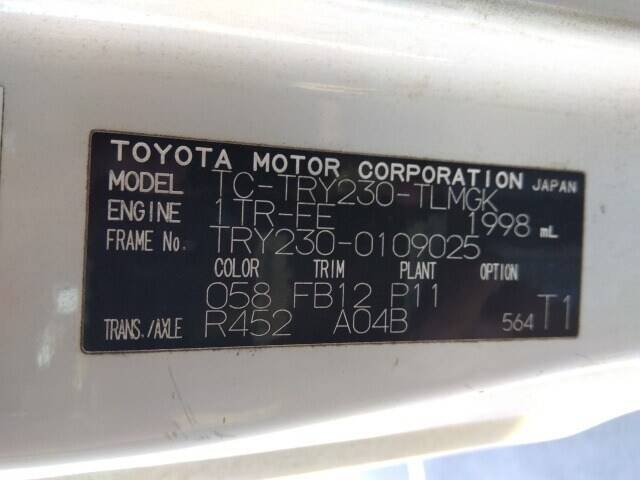 TOYOTA MOTOR CORPORATION JAPAN
MODEL TC-TRY230-TLMGK
ENGINE 1TR-FE 1998 mL
FRAME No. TRY230-0109025
COLOR TRIM PLANT OPTION
058 FB12 P11
TRANS./AXLE R452 A04B 564 T1